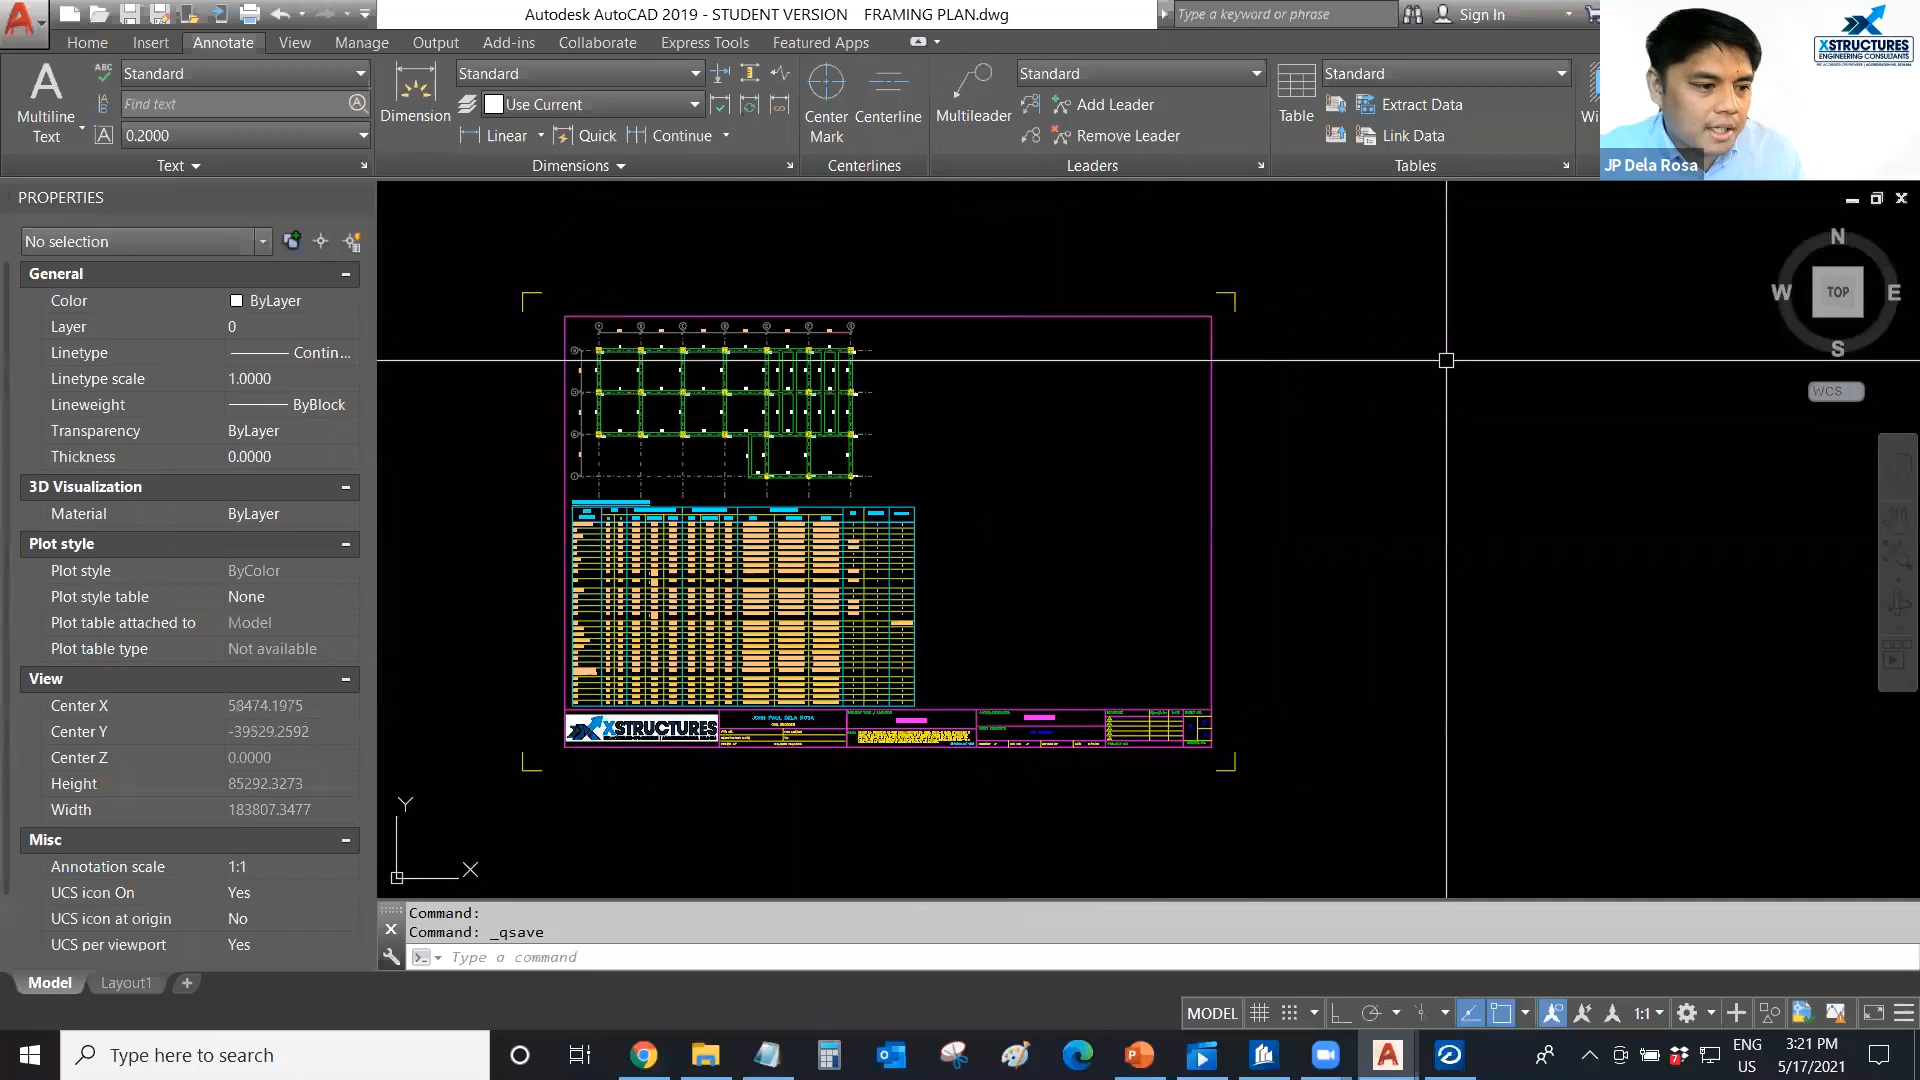 Autodesk AutoCAD 2019 - STUDENT VERSION    FRAMING PLAN.dwg
Type a keyword or phrase
Sign In
Home
Insert
Annotate
View
Manage
Output
Add-ins
Collaborate
Express Tools
Featured Apps
XSTRUCTURES
ENGINEERING CONSULTANTS
JP Dela Rosa
Multiline
Text
ABC
Standard
Find text
0.2000
Text
Dimension
Standard
Use Current
Linear
Quick
Continue
Dimensions
Center
Mark
Centerline
Centerlines
Multileader
Standard
Add Leader
Remove Leader
Leaders
Table
Standard
Extract Data
Link Data
Tables
Wi
PROPERTIES
No selection
General
Color ByLayer
Layer 0
Linetype Contin...
Linetype scale 1.0000
Lineweight ByBlock
Transparency ByLayer
Thickness 0.0000
3D Visualization
Material ByLayer
Plot style
Plot style ByColor
Plot style table None
Plot table attached to Model
Plot table type Not available
View
Center X 58474.1975
Center Y -39529.2592
Center Z 0.0000
Height 85292.3273
Width 183807.3477
Misc
Annotation scale 1:1
UCS icon On Yes
UCS icon at origin No
UCS per viewport Yes
N
W TOP E
S
WCS
XSTRUCTURES
JOHN PAUL DELA ROSA
Y
X
Command:
Command: _qsave
Type a command
Model
Layout1
MODEL
1:1
Type here to search
ENG
US
3:21 PM
5/17/2021